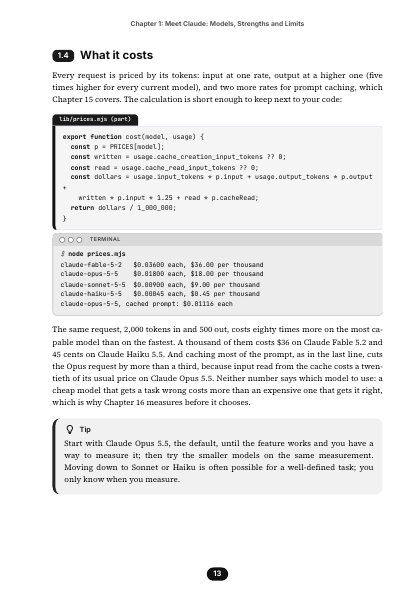 Chapter 1: Meet Claude: Models, Strengths and Limits
1.4 What it costs
Every request is priced by its tokens: input at one rate, output at a higher one (five
times higher for every current model), and two more rates for prompt caching, which
Chapter 15 covers. The calculation is short enough to keep next to your code:
lib/prices.mjs (part)
export function cost(model, usage) {
  const p = PRICES[model];
  const written = usage.cache_creation_input_tokens ?? 0;
  const read = usage.cache_read_input_tokens ?? 0;
  const dollars = usage.input_tokens * p.input + usage.output_tokens * p.output
+
    written * p.input * 1.25 + read * p.cacheRead;
  return dollars / 1_000_000;
}
TERMINAL
$ node prices.mjs
claude-fable-5-2 $0.03600 each, $36.00 per thousand
claude-opus-5-5 $0.01800 each, $18.00 per thousand
claude-sonnet-5-5 $0.00900 each, $9.00 per thousand
claude-haiku-5-5 $0.00045 each, $0.45 per thousand
claude-opus-5-5, cached prompt: $0.01116 each
The same request, 2,000 tokens in and 500 out, costs eighty times more on the most ca-
pable model than on the fastest. A thousand of them costs $36 on Claude Fable 5.2 and
45 cents on Claude Haiku 5.5. And caching most of the prompt, as in the last line, cuts
the Opus request by more than a third, because input read from the cache costs a twen-
tieth of its usual price on Claude Opus 5.5. Neither number says which model to use: a
cheap model that gets a task wrong costs more than an expensive one that gets it right,
which is why Chapter 16 measures before it chooses.
Tip
Start with Claude Opus 5.5, the default, until the feature works and you have a
way to measure it; then try the smaller models on the same measurement.
Moving down to Sonnet or Haiku is often possible for a well-defined task; you
only know when you measure.
13